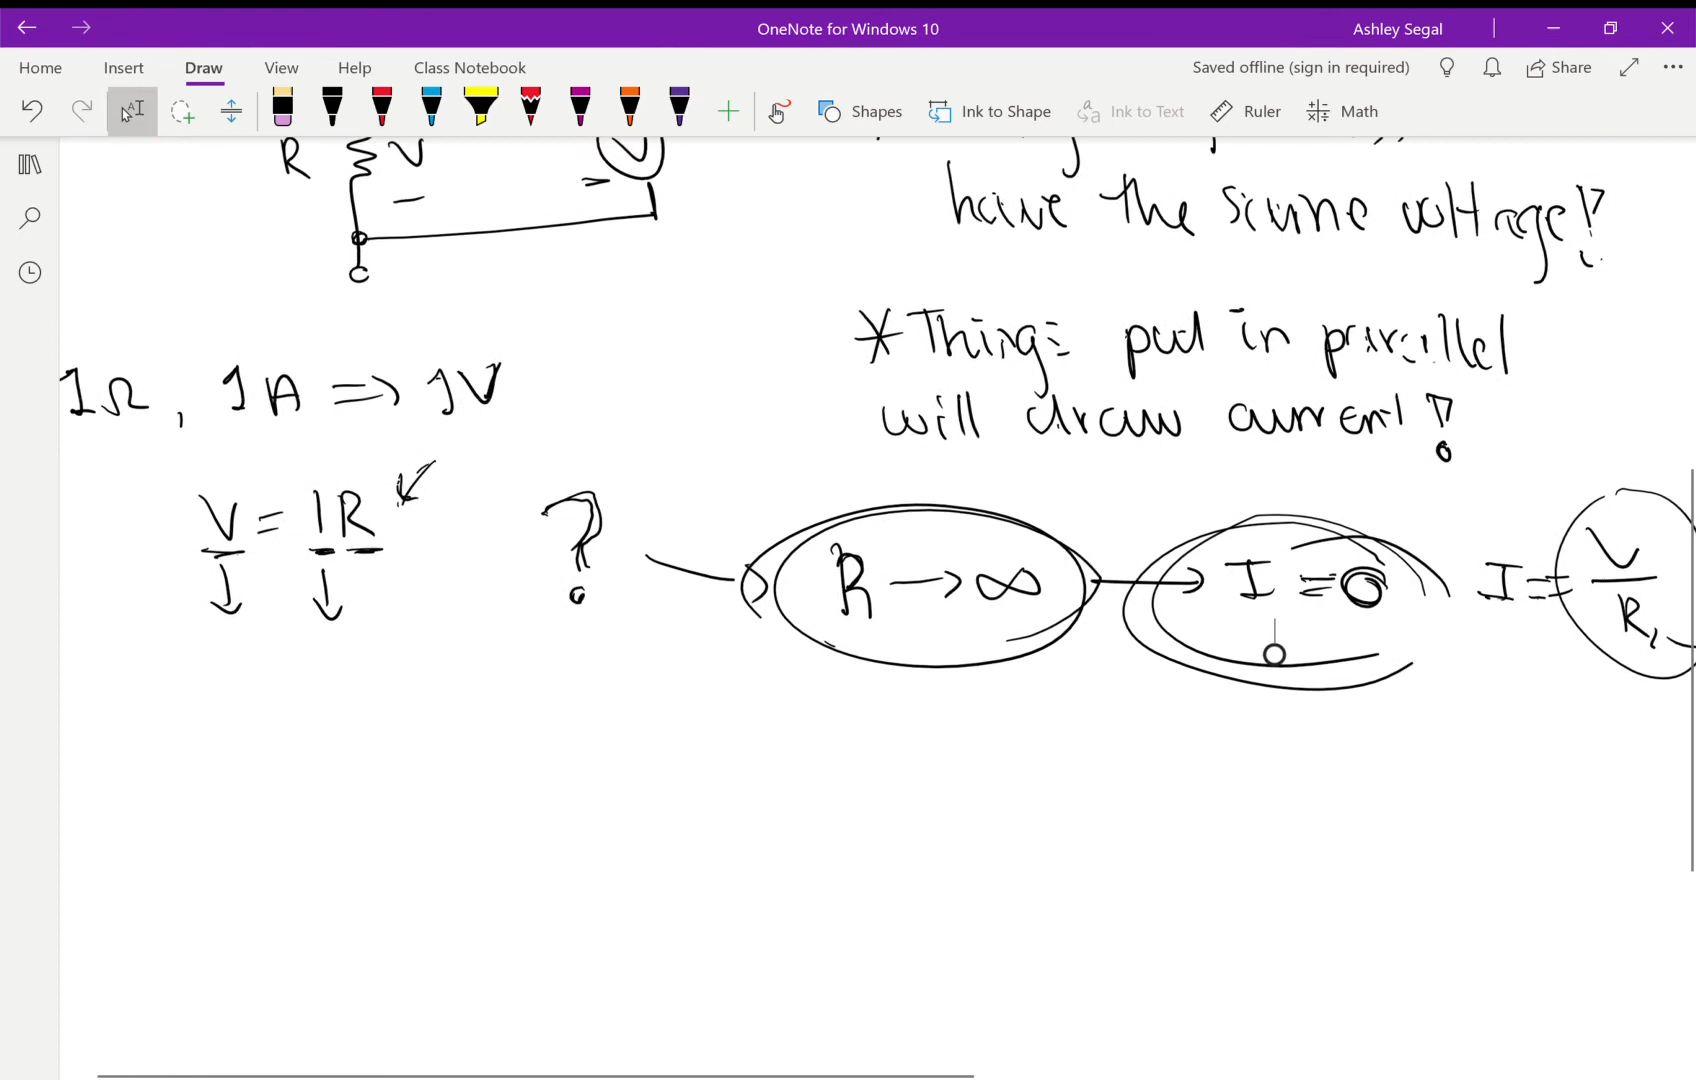 OneNote for Windows 10
Ashley Segal
Home Insert Draw View Help Class Notebook
Saved offline (sign in required) Share
Shapes Ink to Shape Ink to Text Ruler Math
R V V
have the same voltage!
* Things put in parallel
will draw current!
1Ω, 1A => 1V
V = IR ? R → ∞ → I = 0 I = V/R